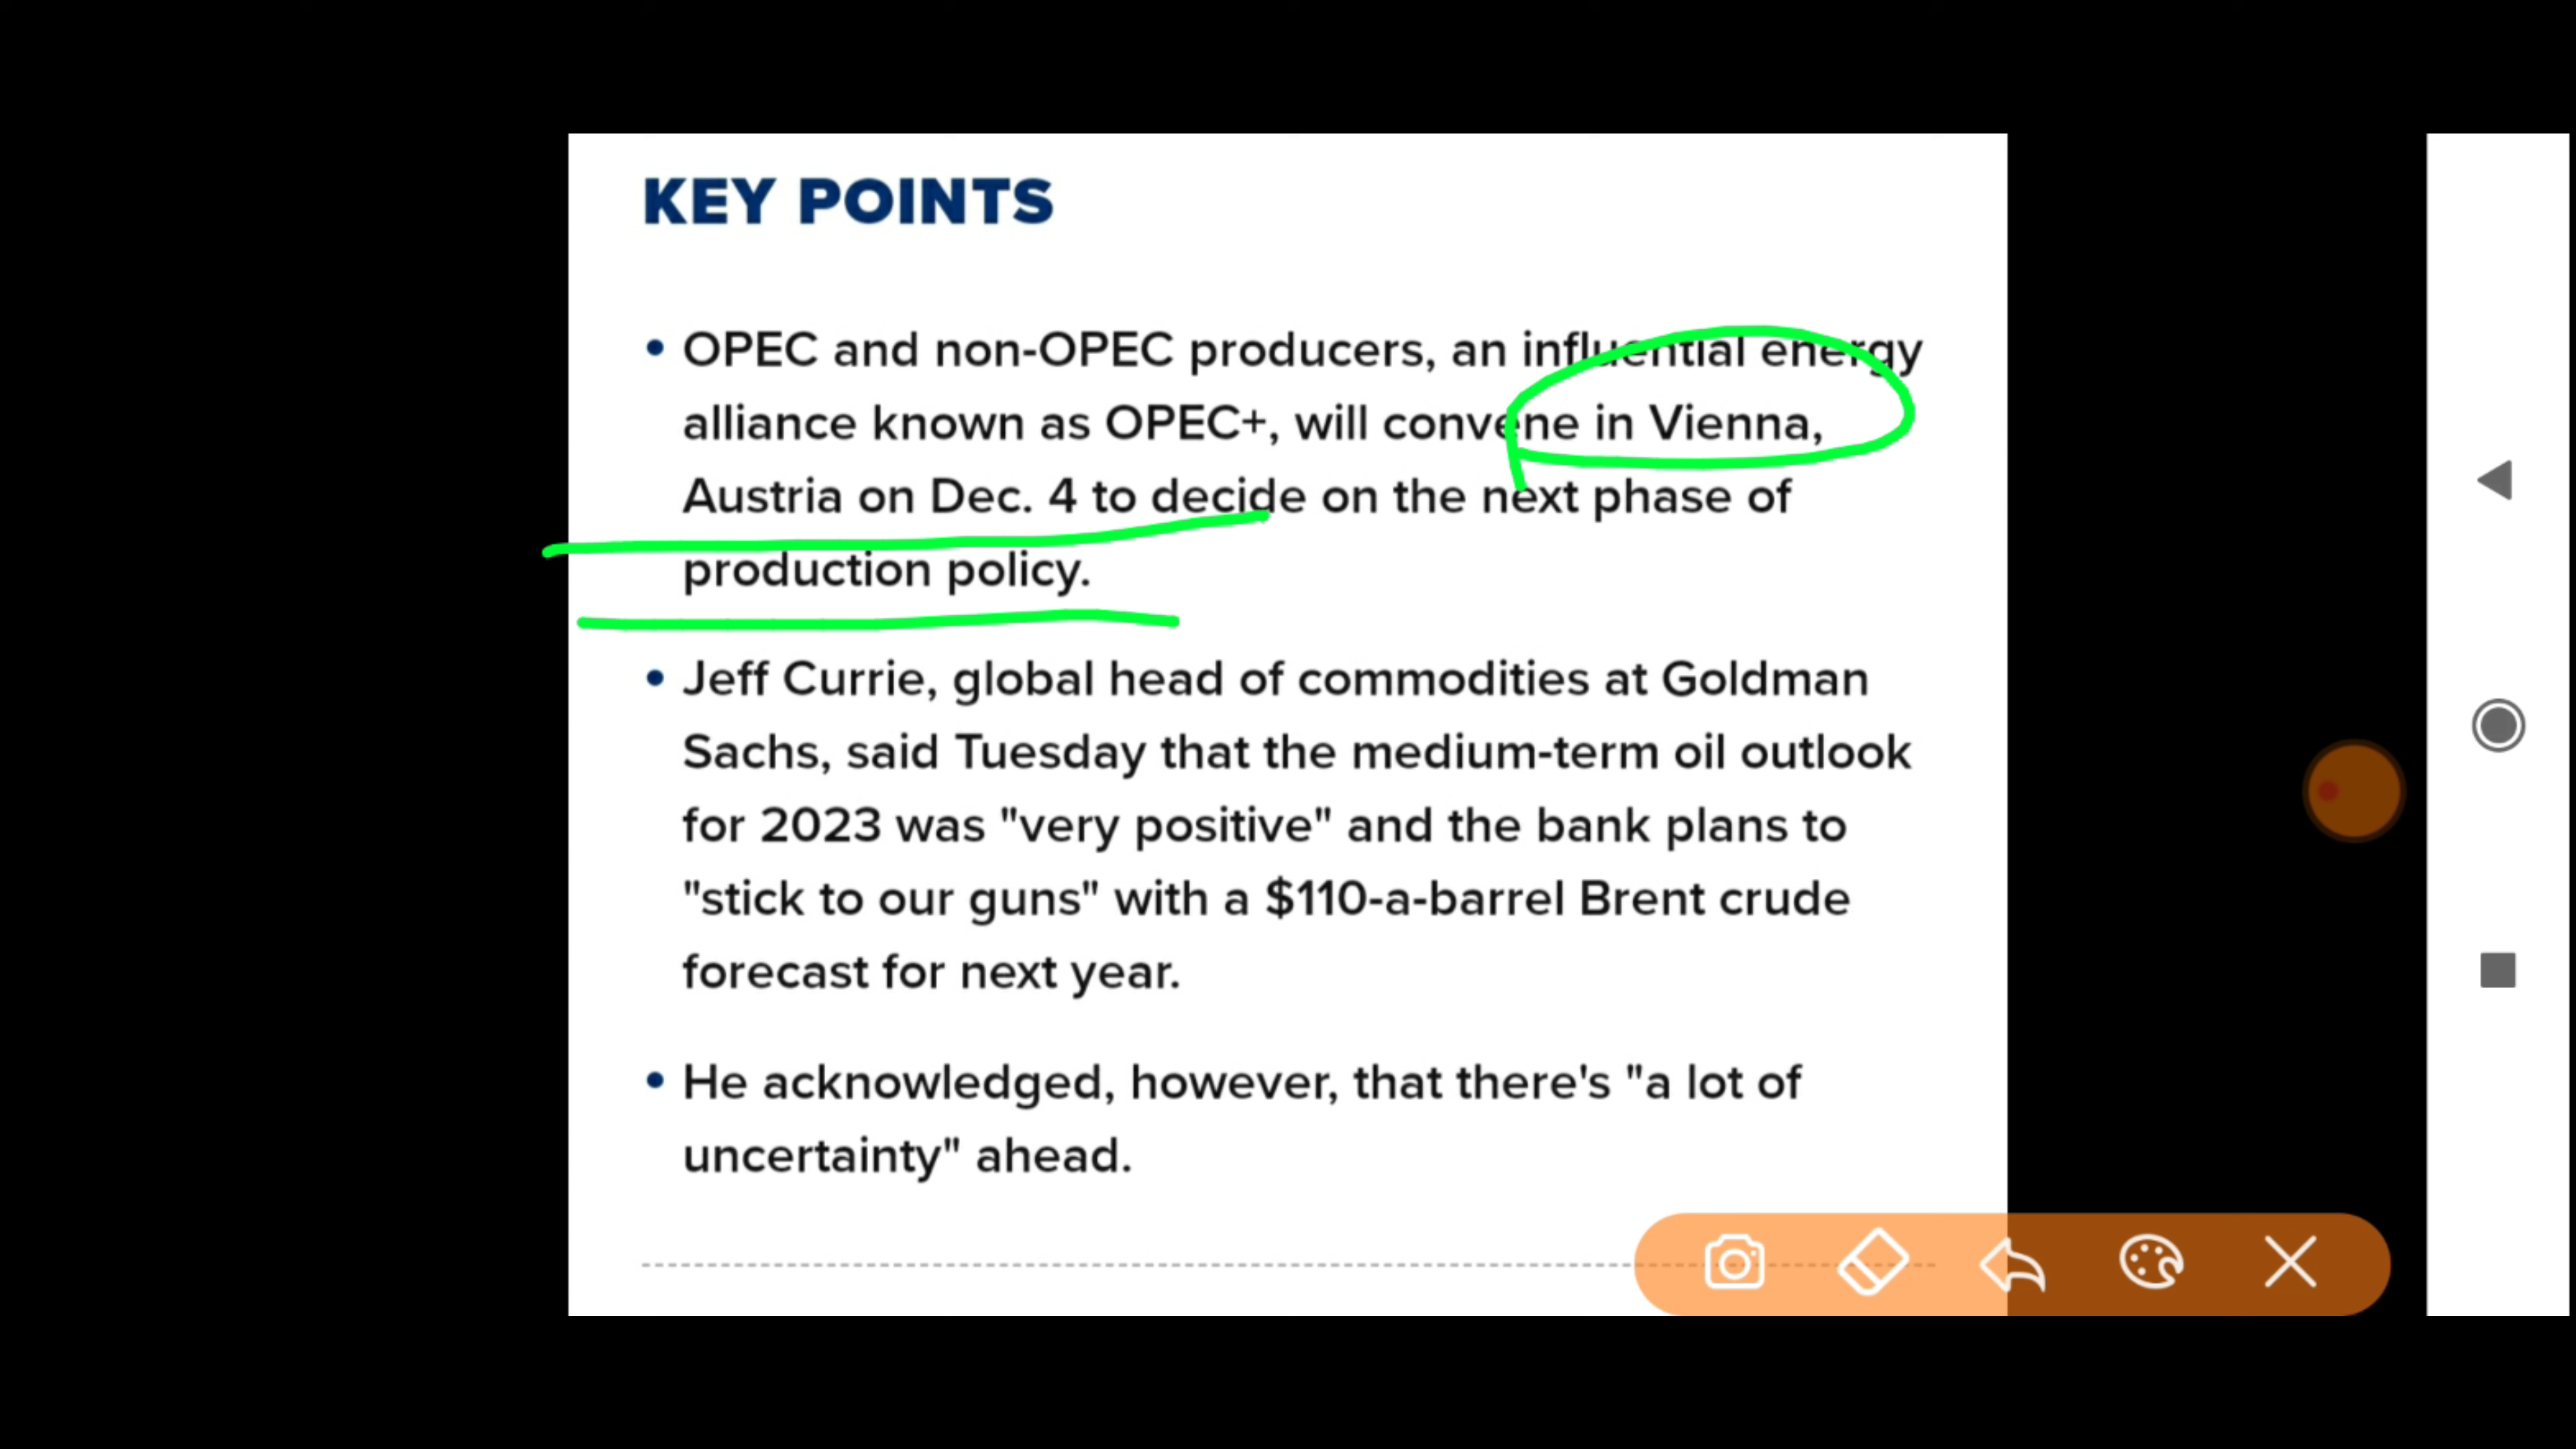 KEY POINTS
• OPEC and non-OPEC producers, an influential energy
alliance known as OPEC+, will convene in Vienna,
Austria on Dec. 4 to decide on the next phase of
production policy.
• Jeff Currie, global head of commodities at Goldman
Sachs, said Tuesday that the medium-term oil outlook
for 2023 was "very positive" and the bank plans to
"stick to our guns" with a $110-a-barrel Brent crude
forecast for next year.
• He acknowledged, however, that there's "a lot of
uncertainty" ahead.